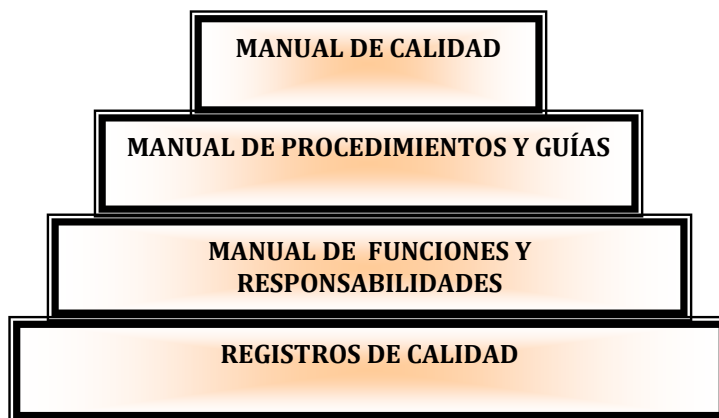 MANUAL DE CALIDAD
MANUAL DE PROCEDIMIENTOS Y GUÍAS
MANUAL DE FUNCIONES Y
RESPONSABILIDADES
REGISTROS DE CALIDAD